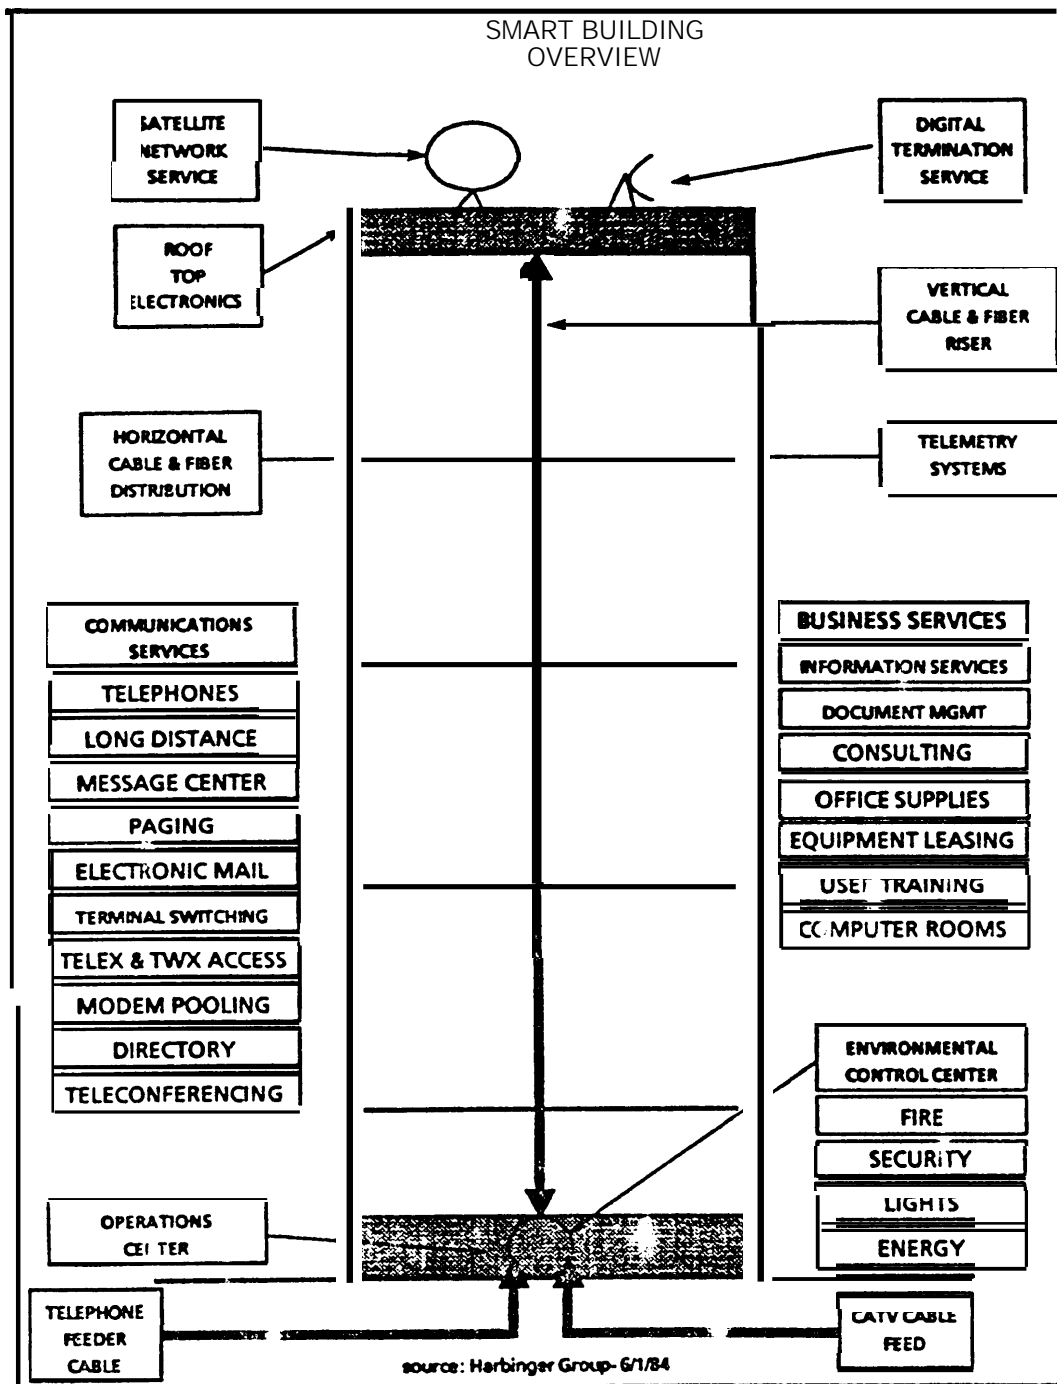 SMART BUILDING
OVERVIEW
SATELLITE
NETWORK
SERVICE
DIGITAL
TERMINATION
SERVICE
ROOF
TOP
ELECTRONICS
VERTICAL
CABLE & FIBER
RISER
HORIZONTAL
CABLE & FIBER
DISTRIBUTION
TELEMETRY
SYSTEMS
COMMUNICATIONS
SERVICES
TELEPHONES
LONG DISTANCE
MESSAGE CENTER
PAGING
ELECTRONIC MAIL
TERMINAL SWITCHING
TELEX & TWX ACCESS
MODEM POOLING
DIRECTORY
TELECONFERENCING
BUSINESS SERVICES
INFORMATION SERVICES
DOCUMENT MGMT
CONSULTING
OFFICE SUPPLIES
EQUIPMENT LEASING
USER TRAINING
COMPUTER ROOMS
ENVIRONMENTAL
CONTROL CENTER
FIRE
SECURITY
LIGHTS
ENERGY
OPERATIONS
CENTER
TELEPHONE
FEEDER
CABLE
CATV CABLE
FEED
source: Harbinger Group- 6/1/84